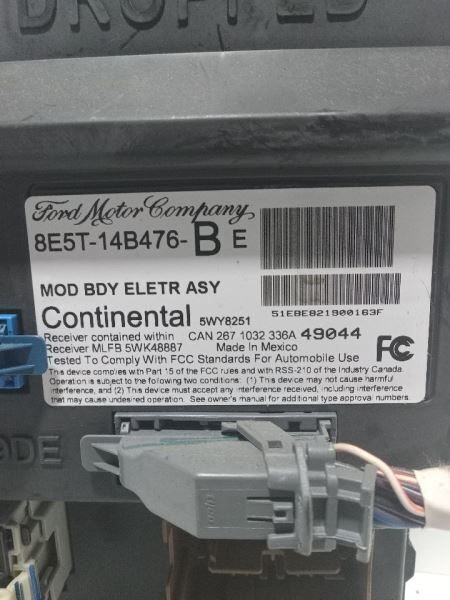 DROPPED
Ford Motor Company
8E5T-14B476-B E
MOD BDY ELETR ASY
Continental 5WY8251
51E8E821900163F
Receiver contained within CAN 267 1032 336A 49044
Receiver MLFB 5WK48887 Made In Mexico
Tested To Comply With FCC Standards For Automobile Use
FC
This device complies with Part 15 of the FCC rules and with RSS-210 of the Industry Canada.
Operation is subject to the following two conditions: (1) This device may not cause harmful
interference, and (2) This device must accept any interference received, including interference
that may cause undesired operation. See owner's manual for additional type approval numbers.